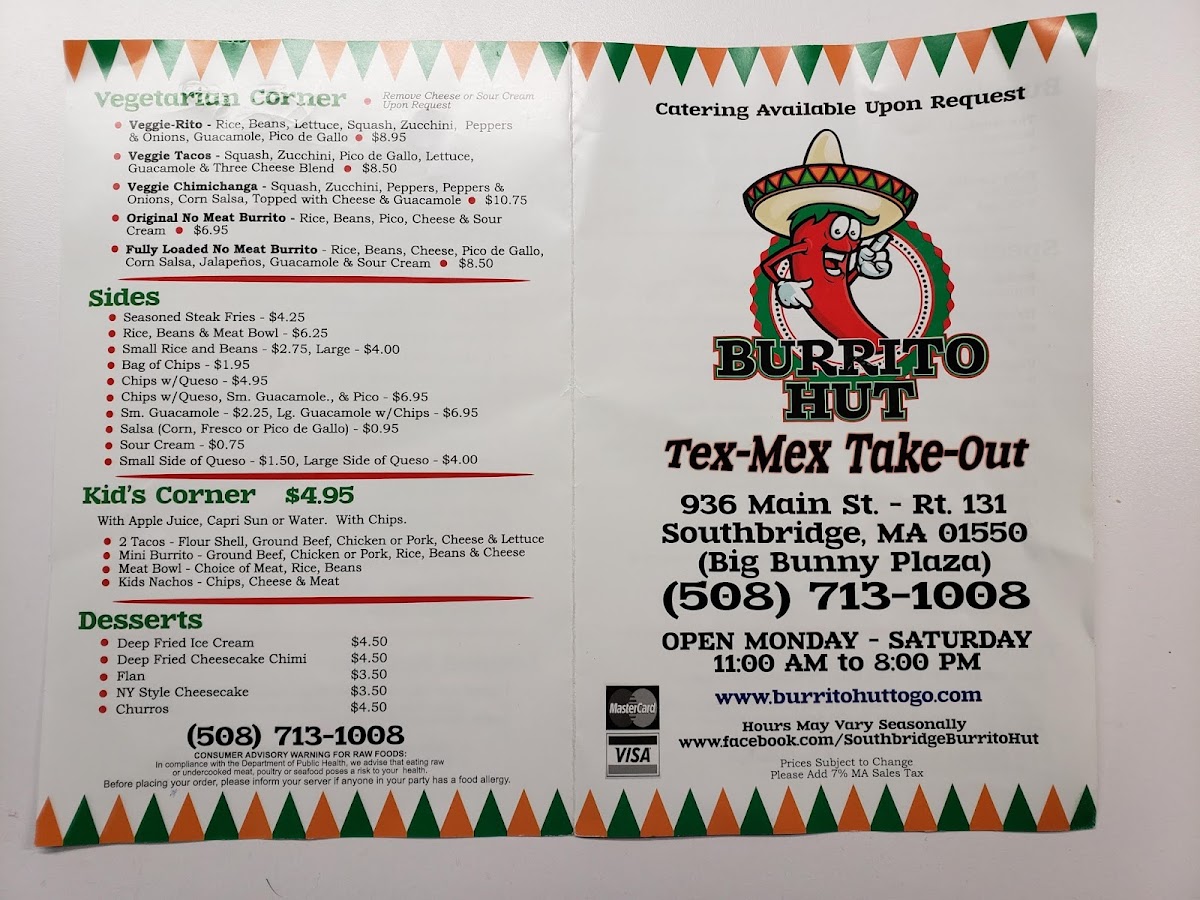 Vegetarian Corner • Remove Cheese or Sour Cream
Upon Request
• Veggie-Rito - Rice, Beans, Lettuce, Squash, Zucchini, Peppers
& Onions, Guacamole, Pico de Gallo • $8.95
• Veggie Tacos - Squash, Zucchini, Pico de Gallo, Lettuce,
Guacamole & Three Cheese Blend • $8.50
• Veggie Chimichanga - Squash, Zucchini, Peppers, Peppers &
Onions, Corn Salsa, Topped with Cheese & Guacamole • $10.75
• Original No Meat Burrito - Rice, Beans, Pico, Cheese & Sour
Cream • $6.95
• Fully Loaded No Meat Burrito - Rice, Beans, Cheese, Pico de Gallo,
Corn Salsa, Jalapeños, Guacamole & Sour Cream • $8.50
Sides
• Seasoned Steak Fries - $4.25
• Rice, Beans & Meat Bowl - $6.25
• Small Rice and Beans - $2.75, Large - $4.00
• Bag of Chips - $1.95
• Chips w/Queso - $4.95
• Chips w/Queso, Sm. Guacamole., & Pico - $6.95
• Sm. Guacamole - $2.25, Lg. Guacamole w/Chips - $6.95
• Salsa (Corn, Fresco or Pico de Gallo) - $0.95
• Sour Cream - $0.75
• Small Side of Queso - $1.50, Large Side of Queso - $4.00
Kid's Corner $4.95
With Apple Juice, Capri Sun or Water. With Chips.
• 2 Tacos - Flour Shell, Ground Beef, Chicken or Pork, Cheese & Lettuce
• Mini Burrito - Ground Beef, Chicken or Pork, Rice, Beans & Cheese
• Meat Bowl - Choice of Meat, Rice, Beans
• Kids Nachos - Chips, Cheese & Meat
Desserts
• Deep Fried Ice Cream $4.50
• Deep Fried Cheesecake Chimi $4.50
• Flan $3.50
• NY Style Cheesecake $3.50
• Churros $4.50
(508) 713-1008
CONSUMER ADVISORY WARNING FOR RAW FOODS:
In compliance with the Department of Public Health, we advise that eating raw
or undercooked meat, poultry or seafood poses a risk to your health.
Before placing your order, please inform your server if anyone in your party has a food allergy.
Catering Available Upon Request
BURRITO
HUT
Tex-Mex Take-Out
936 Main St. - Rt. 131
Southbridge, MA 01550
(Big Bunny Plaza)
(508) 713-1008
OPEN MONDAY - SATURDAY
11:00 AM to 8:00 PM
www.burritohuttogo.com
MasterCard
VISA
Hours May Vary Seasonally
www.facebook.com/SouthbridgeBurritoHut
Prices Subject to Change
Please Add 7% MA Sales Tax